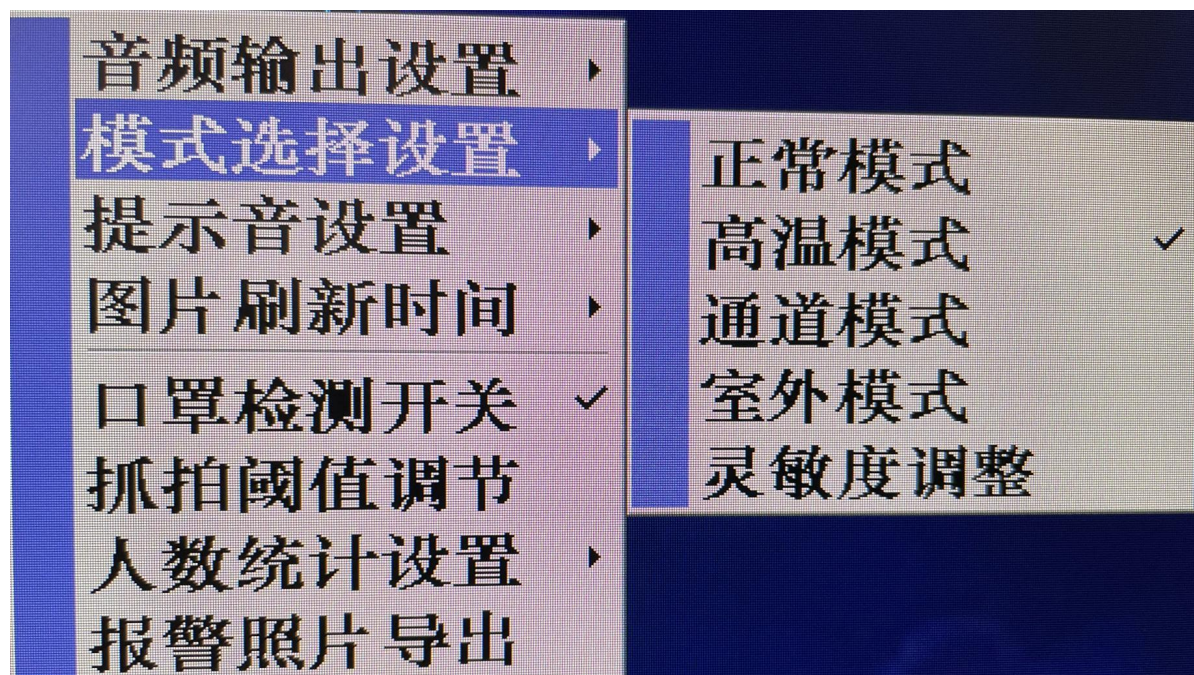 音频输出设置
模式选择设置
提示音设置
图片刷新时间
口罩检测开关
抓拍阈值调节
人数统计设置
报警照片导出
正常模式
高温模式
通道模式
室外模式
灵敏度调整